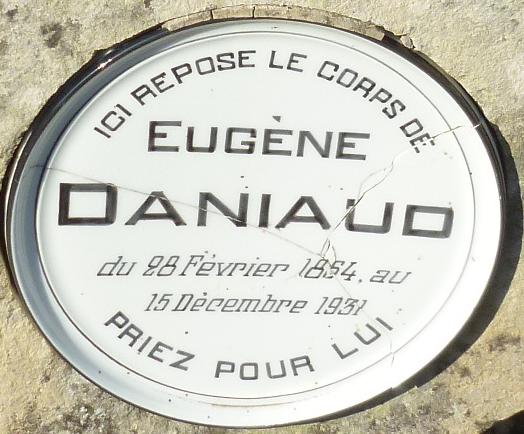 ICI REPOSE LE CORPS DE
EUGÈNE
DANIAUD
du 28 Février 1854, au
15 Décembre 1931
PRIEZ POUR LUI